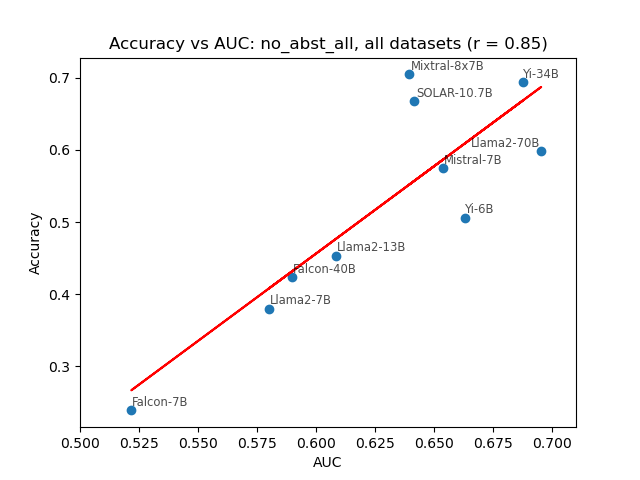 Accuracy vs AUC: no_abst_all, all datasets (r = 0.85)
Mixtral-8x7B
Yi-34B
SOLAR-10.7B
Llama2-70B
Mistral-7B
Yi-6B
Llama2-13B
Falcon-40B
Llama2-7B
Falcon-7B
0.7
0.6
0.5
0.4
0.3
Accuracy
0.500 0.525 0.550 0.575 0.600 0.625 0.650 0.675 0.700
AUC